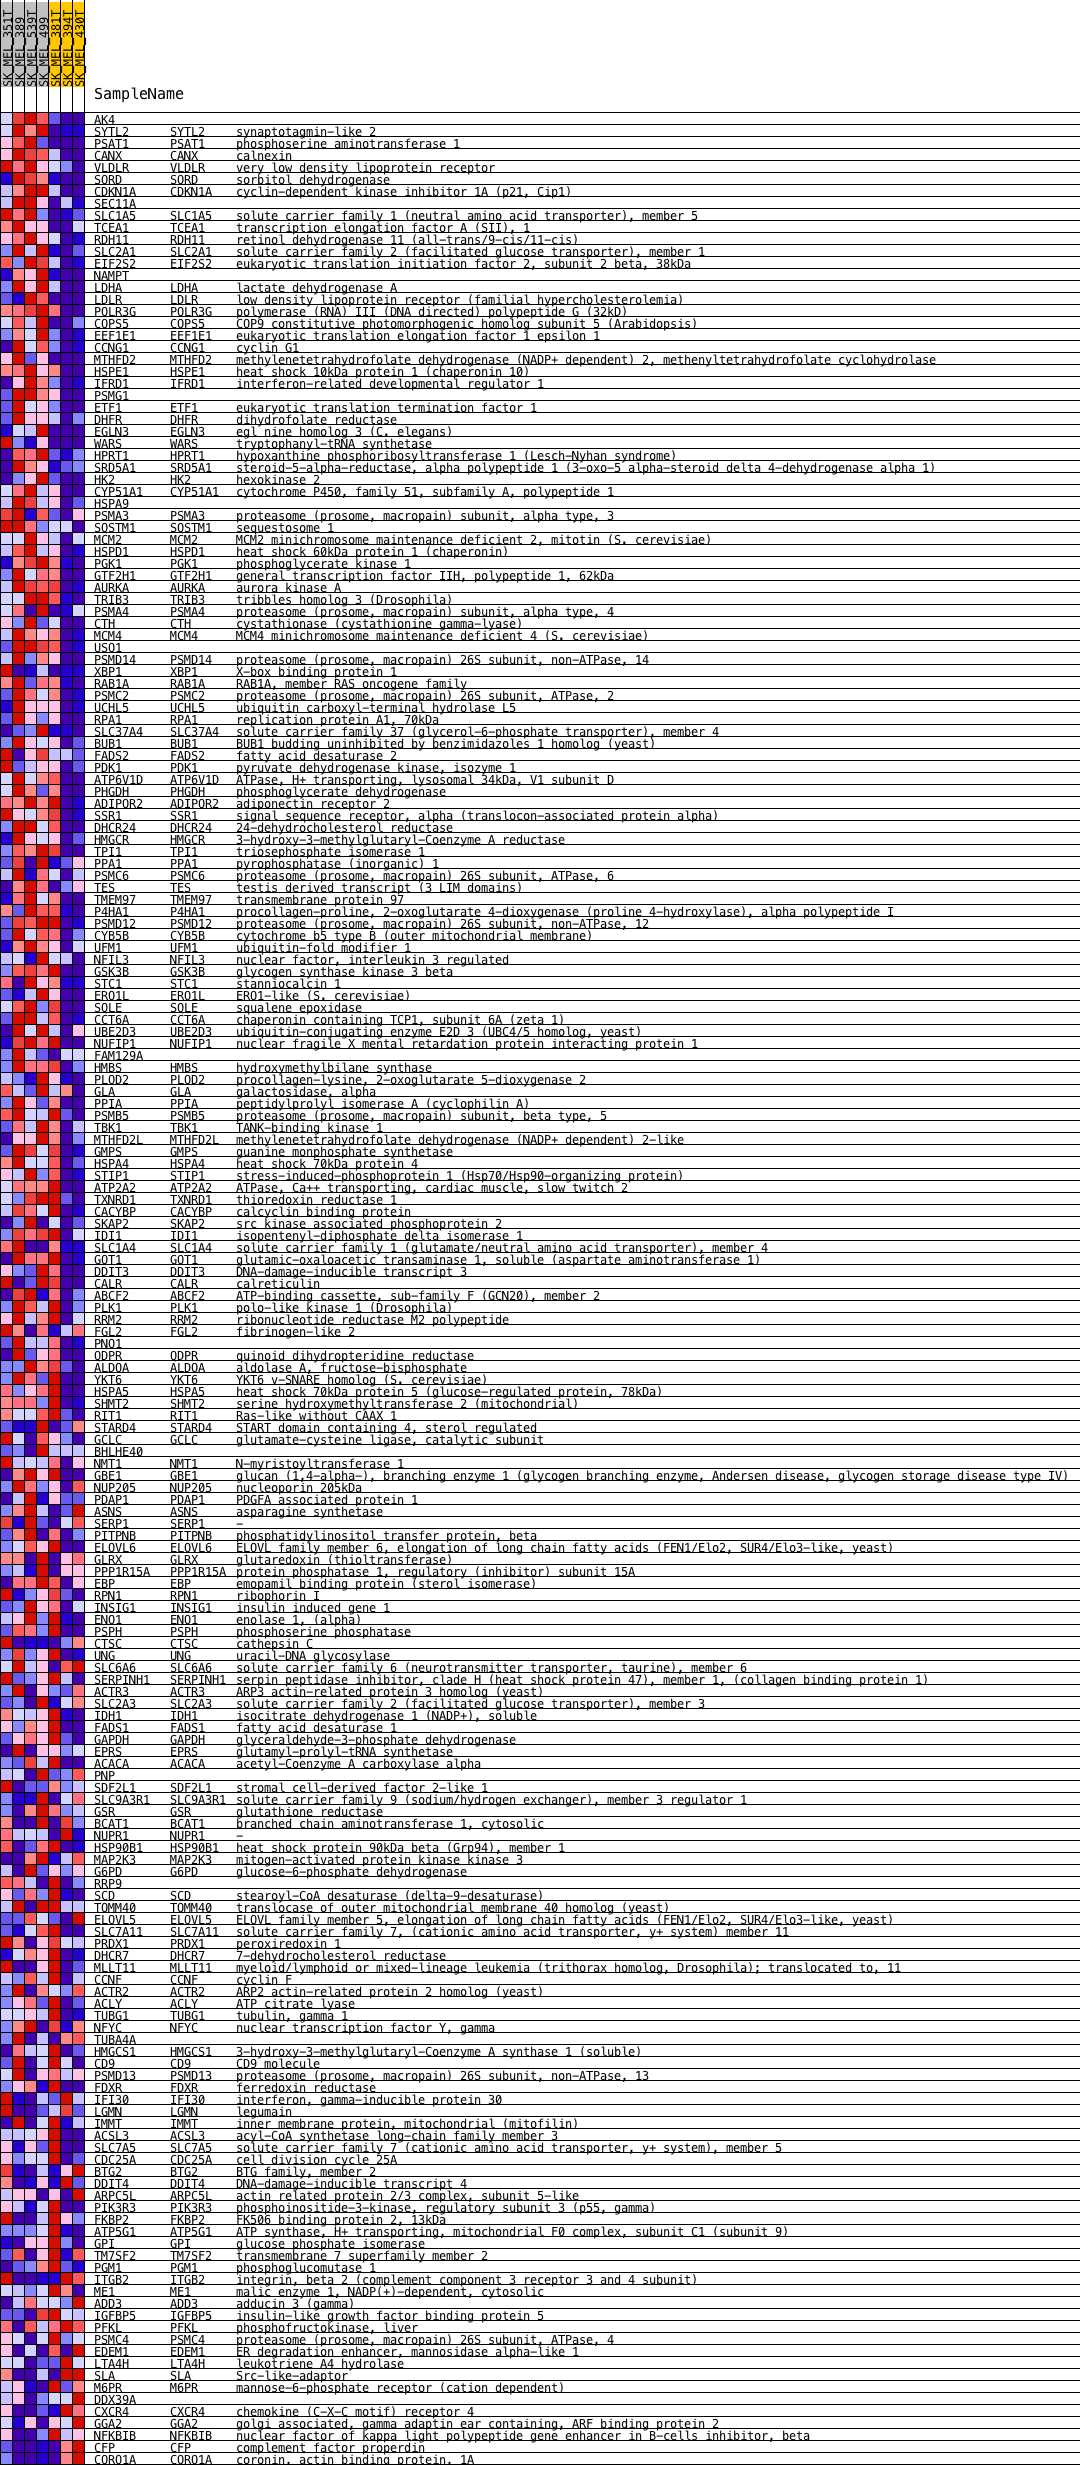 SK_MEL_351T
SK_MEL_389
SK_MEL_539T
SK_MEL_499
SK_MEL_381T
SK_MEL_394T
SK_MEL_430T
SampleName
AK4
SYTL2 SYTL2 synaptotagmin-like 2
PSAT1 PSAT1 phosphoserine aminotransferase 1
CANX CANX calnexin
VLDLR VLDLR very low density lipoprotein receptor
SORD SORD sorbitol dehydrogenase
CDKN1A CDKN1A cyclin-dependent kinase inhibitor 1A (p21, Cip1)
SEC11A
SLC1A5 SLC1A5 solute carrier family 1 (neutral amino acid transporter), member 5
TCEA1 TCEA1 transcription elongation factor A (SII), 1
RDH11 RDH11 retinol dehydrogenase 11 (all-trans/9-cis/11-cis)
SLC2A1 SLC2A1 solute carrier family 2 (facilitated glucose transporter), member 1
EIF2S2 EIF2S2 eukaryotic translation initiation factor 2, subunit 2 beta, 38kDa
NAMPT
LDHA LDHA lactate dehydrogenase A
LDLR LDLR low density lipoprotein receptor (familial hypercholesterolemia)
POLR3G POLR3G polymerase (RNA) III (DNA directed) polypeptide G (32kD)
COPS5 COPS5 COP9 constitutive photomorphogenic homolog subunit 5 (Arabidopsis)
EEF1E1 EEF1E1 eukaryotic translation elongation factor 1 epsilon 1
CCNG1 CCNG1 cyclin G1
MTHFD2 MTHFD2 methylenetetrahydrofolate dehydrogenase (NADP+ dependent) 2, methenyltetrahydrofolate cyclohydrolase
HSPE1 HSPE1 heat shock 10kDa protein 1 (chaperonin 10)
IFRD1 IFRD1 interferon-related developmental regulator 1
PSMG1
ETF1 ETF1 eukaryotic translation termination factor 1
DHFR DHFR dihydrofolate reductase
EGLN3 EGLN3 egl nine homolog 3 (C. elegans)
WARS WARS tryptophanyl-tRNA synthetase
HPRT1 HPRT1 hypoxanthine phosphoribosyltransferase 1 (Lesch-Nyhan syndrome)
SRD5A1 SRD5A1 steroid-5-alpha-reductase, alpha polypeptide 1 (3-oxo-5 alpha-steroid delta 4-dehydrogenase alpha 1)
HK2 HK2 hexokinase 2
CYP51A1 CYP51A1 cytochrome P450, family 51, subfamily A, polypeptide 1
HSPA9
PSMA3 PSMA3 proteasome (prosome, macropain) subunit, alpha type, 3
SQSTM1 SQSTM1 sequestosome 1
MCM2 MCM2 MCM2 minichromosome maintenance deficient 2, mitotin (S. cerevisiae)
HSPD1 HSPD1 heat shock 60kDa protein 1 (chaperonin)
PGK1 PGK1 phosphoglycerate kinase 1
GTF2H1 GTF2H1 general transcription factor IIH, polypeptide 1, 62kDa
AURKA AURKA aurora kinase A
TRIB3 TRIB3 tribbles homolog 3 (Drosophila)
PSMA4 PSMA4 proteasome (prosome, macropain) subunit, alpha type, 4
CTH CTH cystathionase (cystathionine gamma-lyase)
MCM4 MCM4 MCM4 minichromosome maintenance deficient 4 (S. cerevisiae)
USO1
PSMD14 PSMD14 proteasome (prosome, macropain) 26S subunit, non-ATPase, 14
XBP1 XBP1 X-box binding protein 1
RAB1A RAB1A RAB1A, member RAS oncogene family
PSMC2 PSMC2 proteasome (prosome, macropain) 26S subunit, ATPase, 2
UCHL5 UCHL5 ubiquitin carboxyl-terminal hydrolase L5
RPA1 RPA1 replication protein A1, 70kDa
SLC37A4 SLC37A4 solute carrier family 37 (glycerol-6-phosphate transporter), member 4
BUB1 BUB1 BUB1 budding uninhibited by benzimidazoles 1 homolog (yeast)
FADS2 FADS2 fatty acid desaturase 2
PDK1 PDK1 pyruvate dehydrogenase kinase, isozyme 1
ATP6V1D ATP6V1D ATPase, H+ transporting, lysosomal 34kDa, V1 subunit D
PHGDH PHGDH phosphoglycerate dehydrogenase
ADIPOR2 ADIPOR2 adiponectin receptor 2
SSR1 SSR1 signal sequence receptor, alpha (translocon-associated protein alpha)
DHCR24 DHCR24 24-dehydrocholesterol reductase
HMGCR HMGCR 3-hydroxy-3-methylglutaryl-Coenzyme A reductase
TPI1 TPI1 triosephosphate isomerase 1
PPA1 PPA1 pyrophosphatase (inorganic) 1
PSMC6 PSMC6 proteasome (prosome, macropain) 26S subunit, ATPase, 6
TES TES testis derived transcript (3 LIM domains)
TMEM97 TMEM97 transmembrane protein 97
P4HA1 P4HA1 procollagen-proline, 2-oxoglutarate 4-dioxygenase (proline 4-hydroxylase), alpha polypeptide I
PSMD12 PSMD12 proteasome (prosome, macropain) 26S subunit, non-ATPase, 12
CYB5B CYB5B cytochrome b5 type B (outer mitochondrial membrane)
UFM1 UFM1 ubiquitin-fold modifier 1
NFIL3 NFIL3 nuclear factor, interleukin 3 regulated
GSK3B GSK3B glycogen synthase kinase 3 beta
STC1 STC1 stanniocalcin 1
ERO1L ERO1L ERO1-like (S. cerevisiae)
SQLE SQLE squalene epoxidase
CCT6A CCT6A chaperonin containing TCP1, subunit 6A (zeta 1)
UBE2D3 UBE2D3 ubiquitin-conjugating enzyme E2D 3 (UBC4/5 homolog, yeast)
NUFIP1 NUFIP1 nuclear fragile X mental retardation protein interacting protein 1
FAM129A
HMBS HMBS hydroxymethylbilane synthase
PLOD2 PLOD2 procollagen-lysine, 2-oxoglutarate 5-dioxygenase 2
GLA GLA galactosidase, alpha
PPIA PPIA peptidylprolyl isomerase A (cyclophilin A)
PSMB5 PSMB5 proteasome (prosome, macropain) subunit, beta type, 5
TBK1 TBK1 TANK-binding kinase 1
MTHFD2L MTHFD2L methylenetetrahydrofolate dehydrogenase (NADP+ dependent) 2-like
GMPS GMPS guanine monphosphate synthetase
HSPA4 HSPA4 heat shock 70kDa protein 4
STIP1 STIP1 stress-induced-phosphoprotein 1 (Hsp70/Hsp90-organizing protein)
ATP2A2 ATP2A2 ATPase, Ca++ transporting, cardiac muscle, slow twitch 2
TXNRD1 TXNRD1 thioredoxin reductase 1
CACYBP CACYBP calcyclin binding protein
SKAP2 SKAP2 src kinase associated phosphoprotein 2
IDI1 IDI1 isopentenyl-diphosphate delta isomerase 1
SLC1A4 SLC1A4 solute carrier family 1 (glutamate/neutral amino acid transporter), member 4
GOT1 GOT1 glutamic-oxaloacetic transaminase 1, soluble (aspartate aminotransferase 1)
DDIT3 DDIT3 DNA-damage-inducible transcript 3
CALR CALR calreticulin
ABCF2 ABCF2 ATP-binding cassette, sub-family F (GCN20), member 2
PLK1 PLK1 polo-like kinase 1 (Drosophila)
RRM2 RRM2 ribonucleotide reductase M2 polypeptide
FGL2 FGL2 fibrinogen-like 2
PNO1
QDPR QDPR quinoid dihydropteridine reductase
ALDOA ALDOA aldolase A, fructose-bisphosphate
YKT6 YKT6 YKT6 v-SNARE homolog (S. cerevisiae)
HSPA5 HSPA5 heat shock 70kDa protein 5 (glucose-regulated protein, 78kDa)
SHMT2 SHMT2 serine hydroxymethyltransferase 2 (mitochondrial)
RIT1 RIT1 Ras-like without CAAX 1
STARD4 STARD4 START domain containing 4, sterol regulated
GCLC GCLC glutamate-cysteine ligase, catalytic subunit
BHLHE40
NMT1 NMT1 N-myristoyltransferase 1
GBE1 GBE1 glucan (1,4-alpha-), branching enzyme 1 (glycogen branching enzyme, Andersen disease, glycogen storage disease type IV)
NUP205 NUP205 nucleoporin 205kDa
PDAP1 PDAP1 PDGFA associated protein 1
ASNS ASNS asparagine synthetase
SERP1 SERP1 -
PITPNB PITPNB phosphatidylinositol transfer protein, beta
ELOVL6 ELOVL6 ELOVL family member 6, elongation of long chain fatty acids (FEN1/Elo2, SUR4/Elo3-like, yeast)
GLRX GLRX glutaredoxin (thioltransferase)
PPP1R15A PPP1R15A protein phosphatase 1, regulatory (inhibitor) subunit 15A
EBP EBP emopamil binding protein (sterol isomerase)
RPN1 RPN1 ribophorin I
INSIG1 INSIG1 insulin induced gene 1
ENO1 ENO1 enolase 1, (alpha)
PSPH PSPH phosphoserine phosphatase
CTSC CTSC cathepsin C
UNG UNG uracil-DNA glycosylase
SLC6A6 SLC6A6 solute carrier family 6 (neurotransmitter transporter, taurine), member 6
SERPINH1 SERPINH1 serpin peptidase inhibitor, clade H (heat shock protein 47), member 1, (collagen binding protein 1)
ACTR3 ACTR3 ARP3 actin-related protein 3 homolog (yeast)
SLC2A3 SLC2A3 solute carrier family 2 (facilitated glucose transporter), member 3
IDH1 IDH1 isocitrate dehydrogenase 1 (NADP+), soluble
FADS1 FADS1 fatty acid desaturase 1
GAPDH GAPDH glyceraldehyde-3-phosphate dehydrogenase
EPRS EPRS glutamyl-prolyl-tRNA synthetase
ACACA ACACA acetyl-Coenzyme A carboxylase alpha
PNP
SDF2L1 SDF2L1 stromal cell-derived factor 2-like 1
SLC9A3R1 SLC9A3R1 solute carrier family 9 (sodium/hydrogen exchanger), member 3 regulator 1
GSR GSR glutathione reductase
BCAT1 BCAT1 branched chain aminotransferase 1, cytosolic
NUPR1 NUPR1 -
HSP90B1 HSP90B1 heat shock protein 90kDa beta (Grp94), member 1
MAP2K3 MAP2K3 mitogen-activated protein kinase kinase 3
G6PD G6PD glucose-6-phosphate dehydrogenase
RRP9
SCD SCD stearoyl-CoA desaturase (delta-9-desaturase)
TOMM40 TOMM40 translocase of outer mitochondrial membrane 40 homolog (yeast)
ELOVL5 ELOVL5 ELOVL family member 5, elongation of long chain fatty acids (FEN1/Elo2, SUR4/Elo3-like, yeast)
SLC7A11 SLC7A11 solute carrier family 7, (cationic amino acid transporter, y+ system) member 11
PRDX1 PRDX1 peroxiredoxin 1
DHCR7 DHCR7 7-dehydrocholesterol reductase
MLLT11 MLLT11 myeloid/lymphoid or mixed-lineage leukemia (trithorax homolog, Drosophila); translocated to, 11
CCNF CCNF cyclin F
ACTR2 ACTR2 ARP2 actin-related protein 2 homolog (yeast)
ACLY ACLY ATP citrate lyase
TUBG1 TUBG1 tubulin, gamma 1
NFYC NFYC nuclear transcription factor Y, gamma
TUBA4A
HMGCS1 HMGCS1 3-hydroxy-3-methylglutaryl-Coenzyme A synthase 1 (soluble)
CD9 CD9 CD9 molecule
PSMD13 PSMD13 proteasome (prosome, macropain) 26S subunit, non-ATPase, 13
FDXR FDXR ferredoxin reductase
IFI30 IFI30 interferon, gamma-inducible protein 30
LGMN LGMN legumain
IMMT IMMT inner membrane protein, mitochondrial (mitofilin)
ACSL3 ACSL3 acyl-CoA synthetase long-chain family member 3
SLC7A5 SLC7A5 solute carrier family 7 (cationic amino acid transporter, y+ system), member 5
CDC25A CDC25A cell division cycle 25A
BTG2 BTG2 BTG family, member 2
DDIT4 DDIT4 DNA-damage-inducible transcript 4
ARPC5L ARPC5L actin related protein 2/3 complex, subunit 5-like
PIK3R3 PIK3R3 phosphoinositide-3-kinase, regulatory subunit 3 (p55, gamma)
FKBP2 FKBP2 FK506 binding protein 2, 13kDa
ATP5G1 ATP5G1 ATP synthase, H+ transporting, mitochondrial F0 complex, subunit C1 (subunit 9)
GPI GPI glucose phosphate isomerase
TM7SF2 TM7SF2 transmembrane 7 superfamily member 2
PGM1 PGM1 phosphoglucomutase 1
ITGB2 ITGB2 integrin, beta 2 (complement component 3 receptor 3 and 4 subunit)
ME1 ME1 malic enzyme 1, NADP(+)-dependent, cytosolic
ADD3 ADD3 adducin 3 (gamma)
IGFBP5 IGFBP5 insulin-like growth factor binding protein 5
PFKL PFKL phosphofructokinase, liver
PSMC4 PSMC4 proteasome (prosome, macropain) 26S subunit, ATPase, 4
EDEM1 EDEM1 ER degradation enhancer, mannosidase alpha-like 1
LTA4H LTA4H leukotriene A4 hydrolase
SLA SLA Src-like-adaptor
M6PR M6PR mannose-6-phosphate receptor (cation dependent)
DDX39A
CXCR4 CXCR4 chemokine (C-X-C motif) receptor 4
GGA2 GGA2 golgi associated, gamma adaptin ear containing, ARF binding protein 2
NFKBIB NFKBIB nuclear factor of kappa light polypeptide gene enhancer in B-cells inhibitor, beta
CFP CFP complement factor properdin
CORO1A CORO1A coronin, actin binding protein, 1A